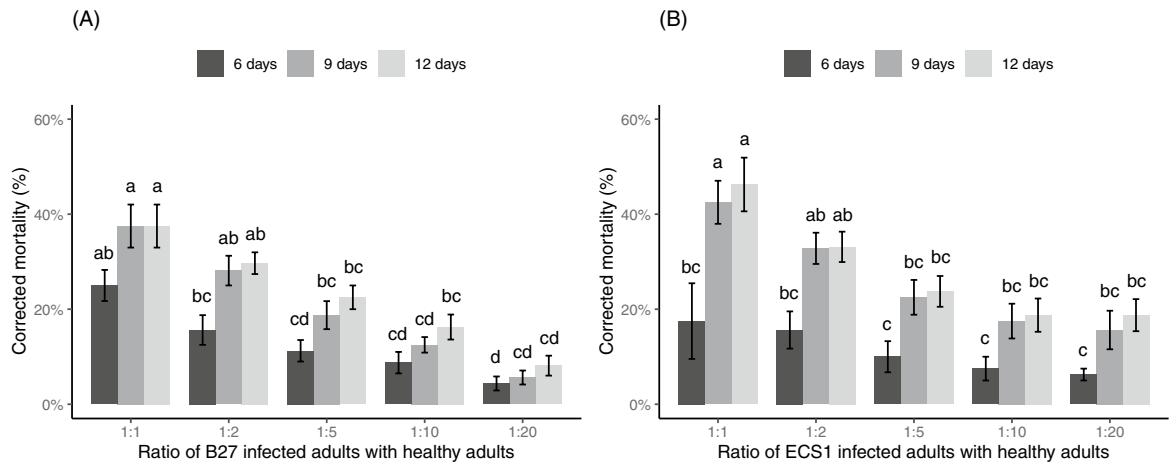 (A)
6 days 9 days 12 days
60%
40%
20%
0%
Corrected mortality (%)
a a
ab
ab ab
bc
bc
bc
cd
bc
cd
cd
cd
cd
d
1:1 1:2 1:5 1:10 1:20
Ratio of B27 infected adults with healthy adults
(B)
6 days 9 days 12 days
60%
40%
20%
0%
Corrected mortality (%)
a
a
bc
ab ab
bc
bc
bc
c
bc
bc
c
bc
bc
c
1:1 1:2 1:5 1:10 1:20
Ratio of ECS1 infected adults with healthy adults